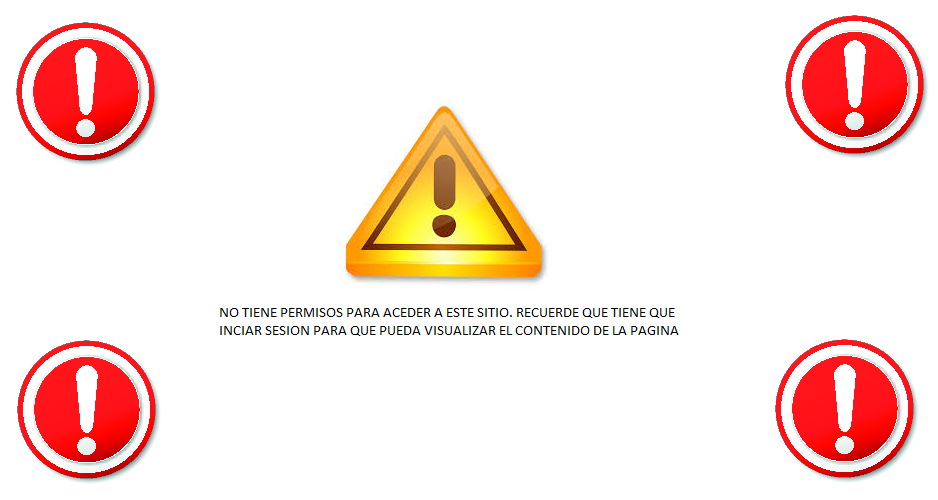 NO TIENE PERMISOS PARA ACEDER A ESTE SITIO. RECUERDE QUE TIENE QUE
INCIAR SESION PARA QUE PUEDA VISUALIZAR EL CONTENIDO DE LA PAGINA